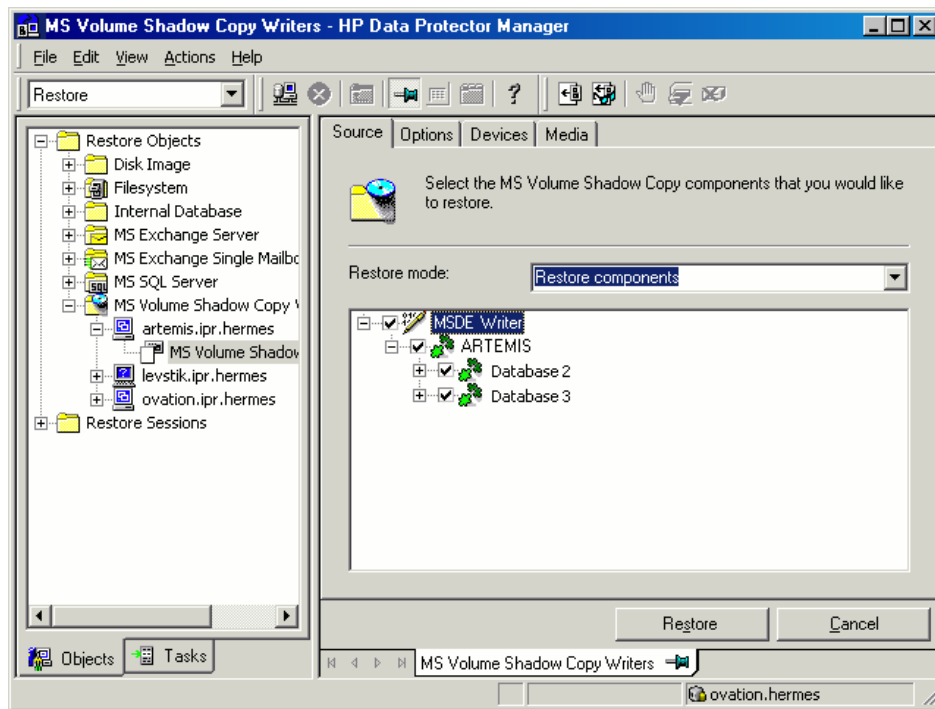 MS Volume Shadow Copy Writers - HP Data Protector Manager
File Edit View Actions Help
Restore
Restore Objects
Disk Image
Filesystem
Internal Database
MS Exchange Server
MS Exchange Single Mailbo
MS SQL Server
MS Volume Shadow Copy
artemis.ipr.hermes
MS Volume Shadow
levstik.ipr.hermes
ovation.ipr.hermes
Restore Sessions
Objects Tasks
Source Options Devices Media
Select the MS Volume Shadow Copy components that you would like
to restore.
Restore mode: Restore components
MSDE Writer
ARTEMIS
Database 2
Database 3
Restore Cancel
MS Volume Shadow Copy Writers
ovation.hermes